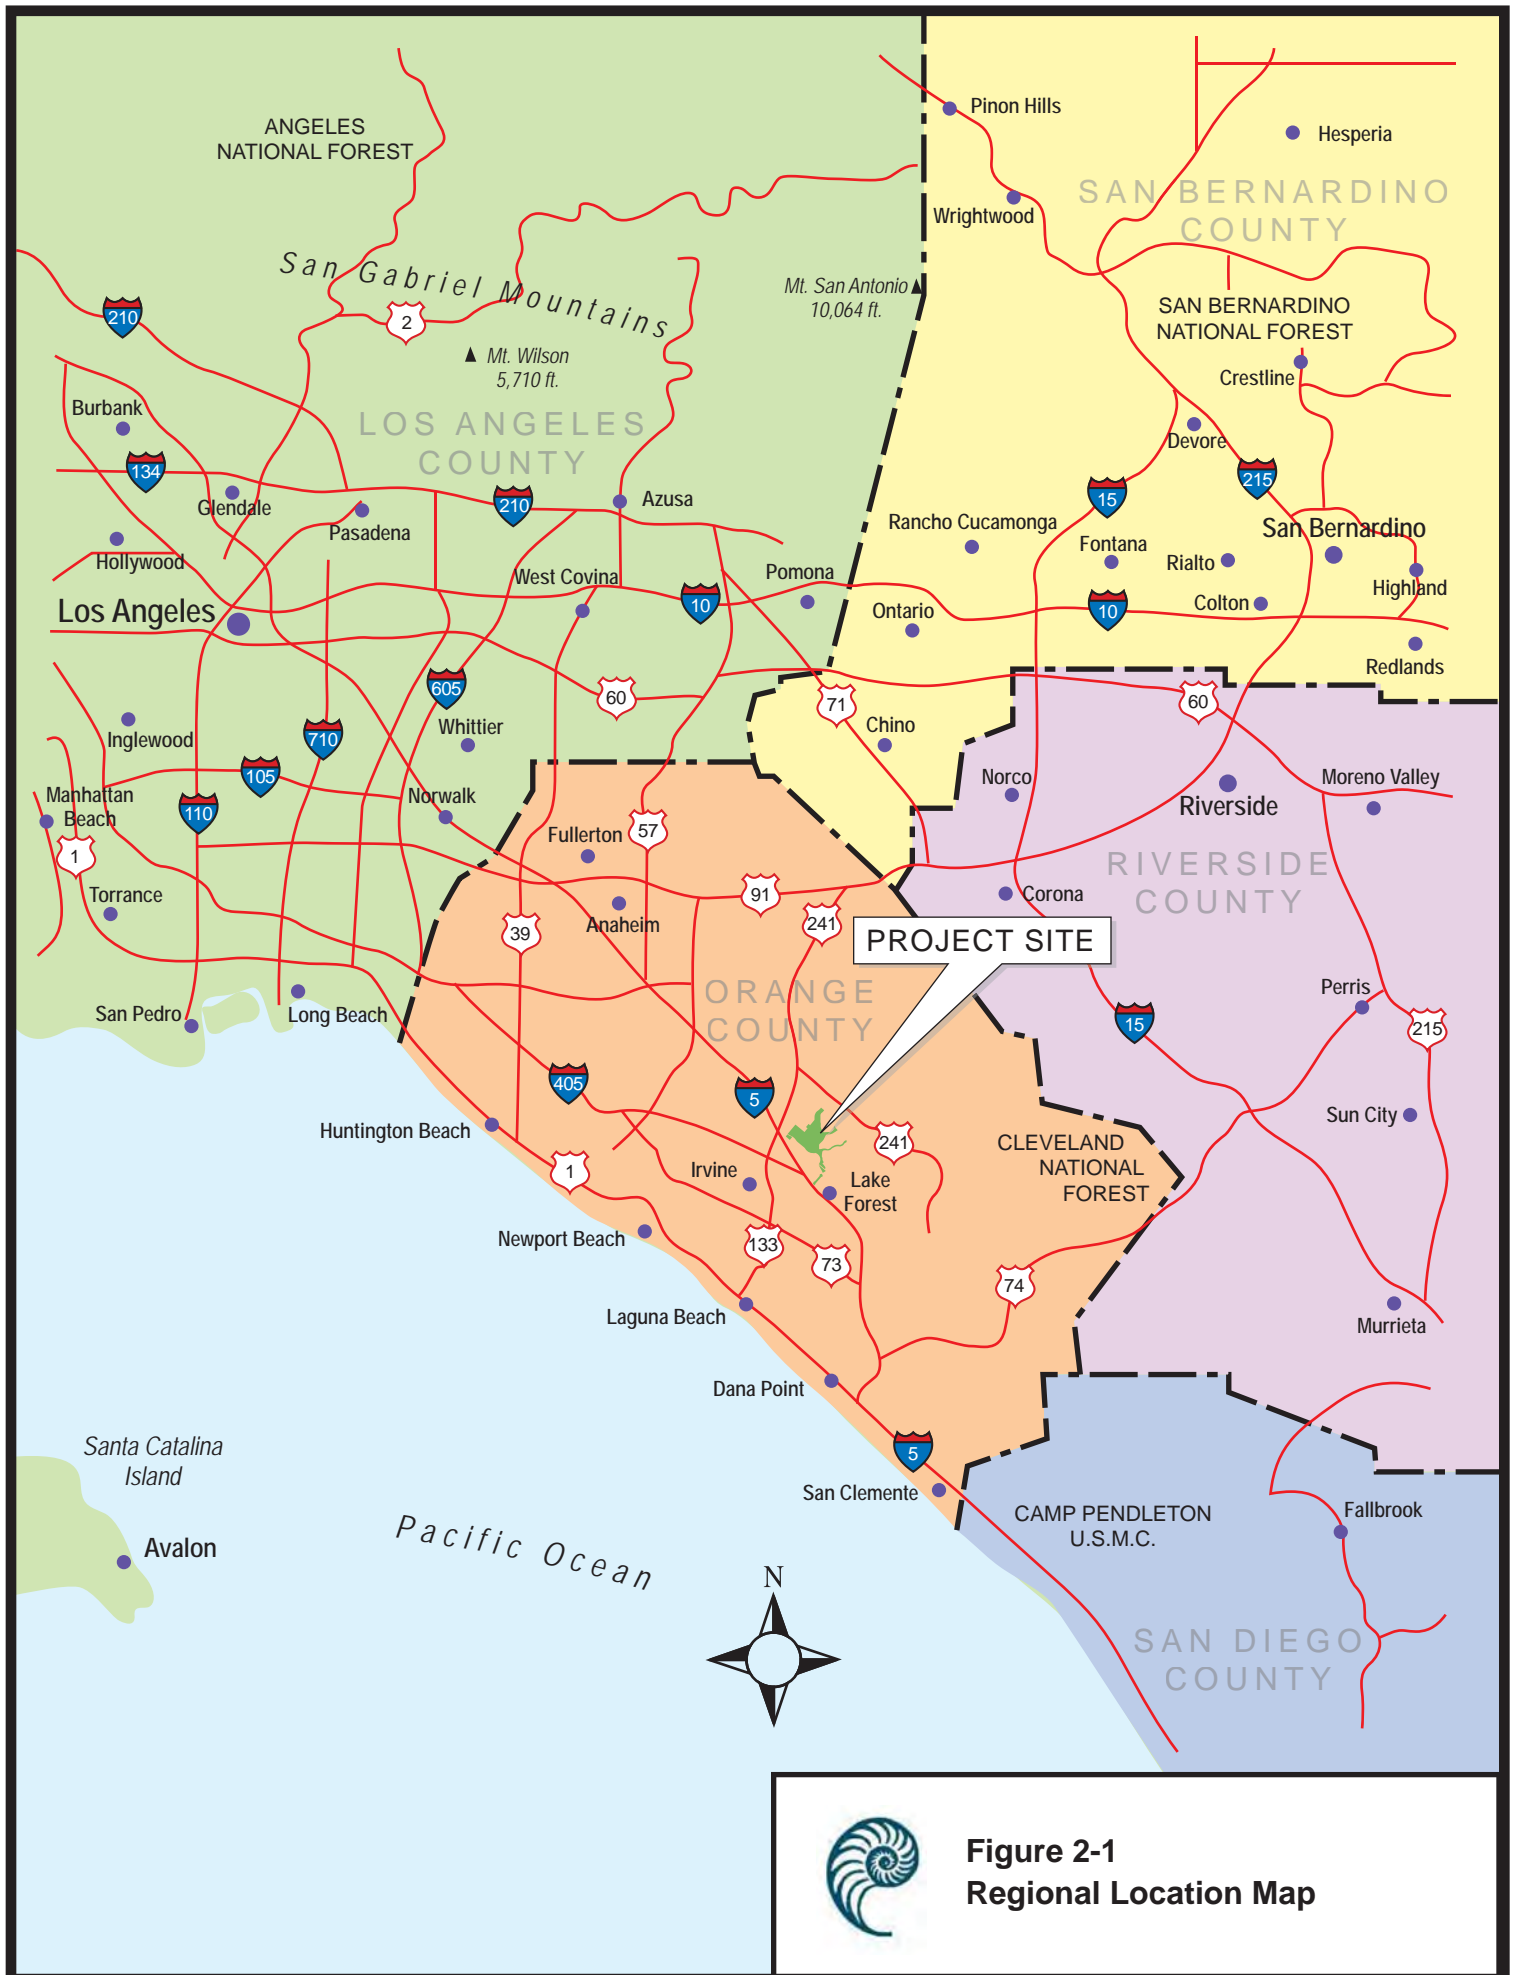 ANGELES
NATIONAL FOREST
Pinon Hills
Hesperia
SAN BERNARDINO
COUNTY
Wrightwood
San Gabriel Mountains
Mt. San Antonio
10,064 ft.
210
2
SAN BERNARDINO
NATIONAL FOREST
Mt. Wilson
5,710 ft.
Crestline
Burbank
LOS ANGELES
COUNTY
Devore
134
215
15
210
Glendale
Azusa
Pasadena
Rancho Cucamonga
San Bernardino
Hollywood
Fontana
Rialto
West Covina
Pomona
Highland
10
10
Colton
Los Angeles
Ontario
Redlands
605
60
71
60
Whittier
Chino
Inglewood
710
105
Norco
Moreno Valley
Riverside
Manhattan
Beach
110
Norwalk
Fullerton
57
1
RIVERSIDE
COUNTY
Torrance
91
Corona
39
Anaheim
241
PROJECT SITE
ORANGE
COUNTY
Perris
San Pedro
Long Beach
15
215
405
5
Sun City
Huntington Beach
241
CLEVELAND
NATIONAL
FOREST
1
Irvine
Lake
Forest
Newport Beach
133
73
74
Laguna Beach
Murrieta
Dana Point
Santa Catalina
Island
5
San Clemente
CAMP PENDLETON
U.S.M.C.
Fallbrook
Avalon
Pacific Ocean
N
SAN DIEGO
COUNTY
Figure 2-1
Regional Location Map